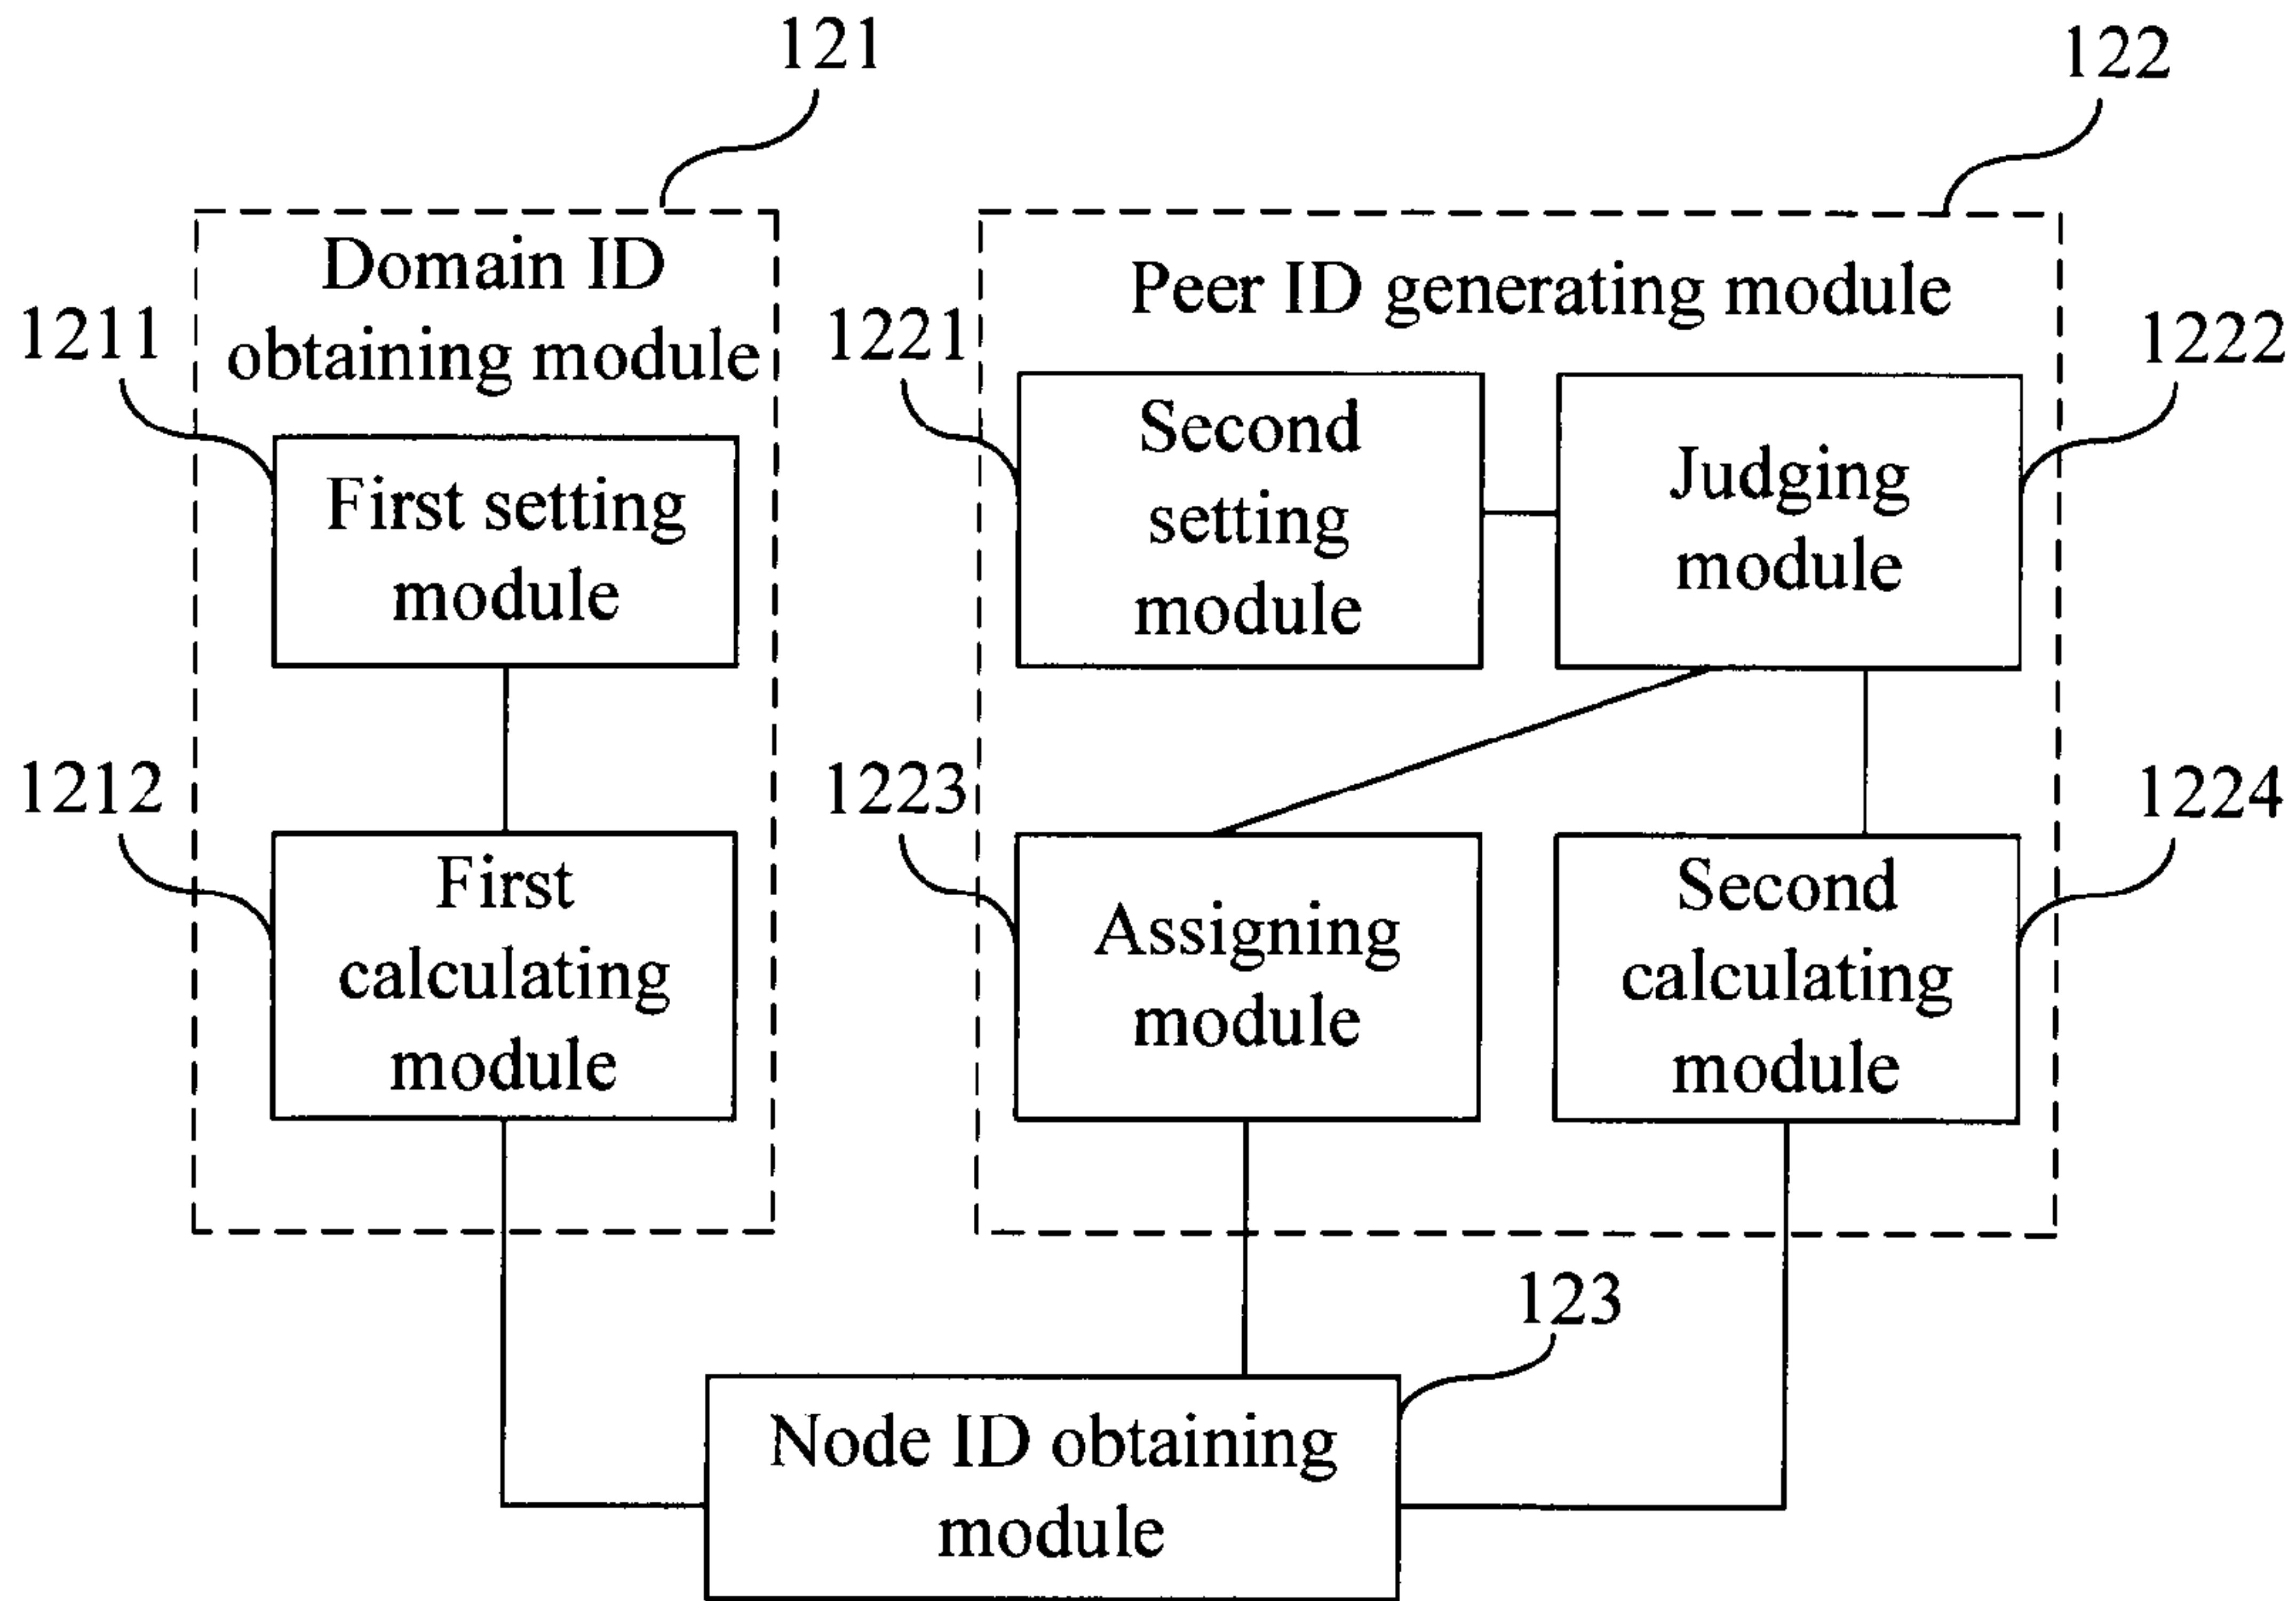 121
122
Domain ID
obtaining module
Peer ID generating module
1211
1221
1222
First setting
module
Second
setting
module
Judging
module
1212
1223
1224
First
calculating
module
Assigning
module
Second
calculating
module
123
Node ID obtaining
module